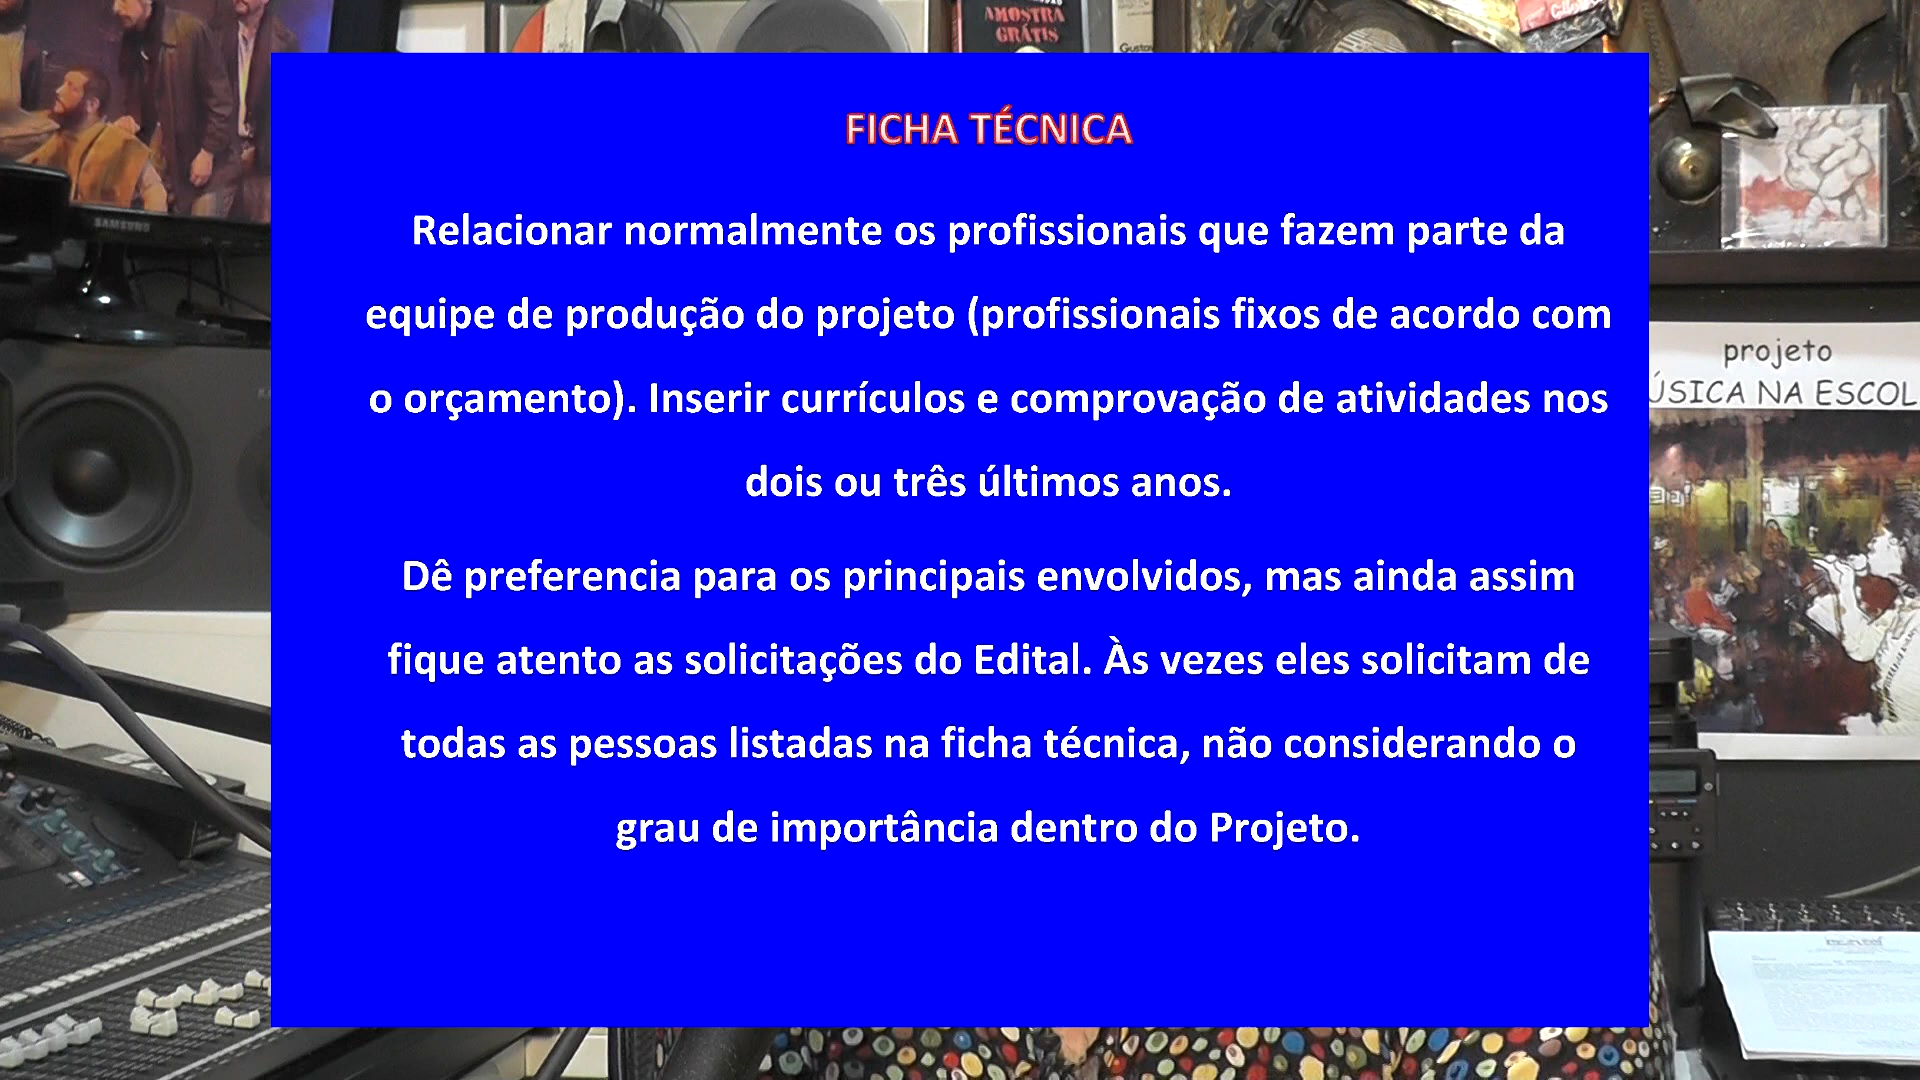 AMOSTRA
GRÁTIS
FICHA TÉCNICA
Relacionar normalmente os profissionais que fazem parte da
equipe de produção do projeto (profissionais fixos de acordo com
o orçamento). Inserir currículos e comprovação de atividades nos
dois ou três últimos anos.
Dê preferencia para os principais envolvidos, mas ainda assim
fique atento as solicitações do Edital. Às vezes eles solicitam de
todas as pessoas listadas na ficha técnica, não considerando o
grau de importância dentro do Projeto.
SAMSUNG
projeto
ÚSICA NA ESCOL